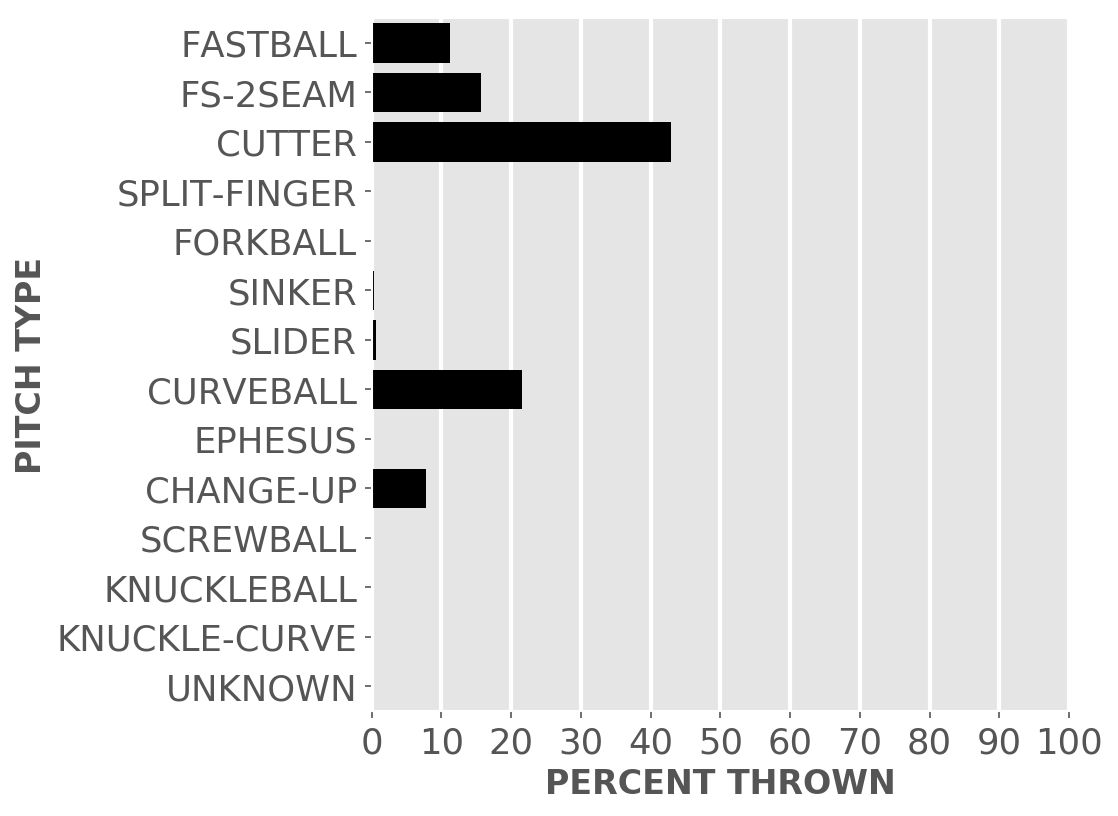 FASTBALL
FS-2SEAM
CUTTER
SPLIT-FINGER
FORKBALL
SINKER
SLIDER
CURVEBALL
EPHESUS
CHANGE-UP
SCREWBALL
KNUCKLEBALL
KNUCKLE-CURVE
UNKNOWN
PITCH TYPE
0 10 20 30 40 50 60 70 80 90 100
PERCENT THROWN